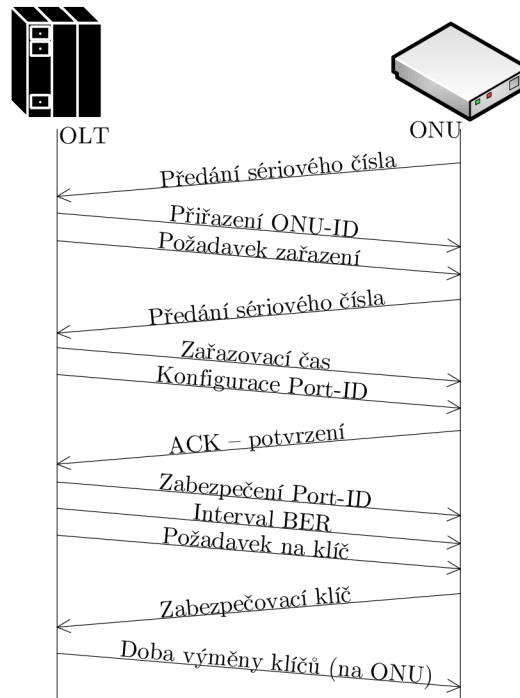 OLT
ONU
Předání sériového čísla
Přiřazení ONU-ID
Požadavek zařazení
Předání sériového čísla
Zařazovací čas
Konfigurace Port-ID
ACK – potvrzení
Zabezpečení Port-ID
Interval BER
Požadavek na klíč
Zabezpečovací klíč
Doba výměny klíčů (na ONU)